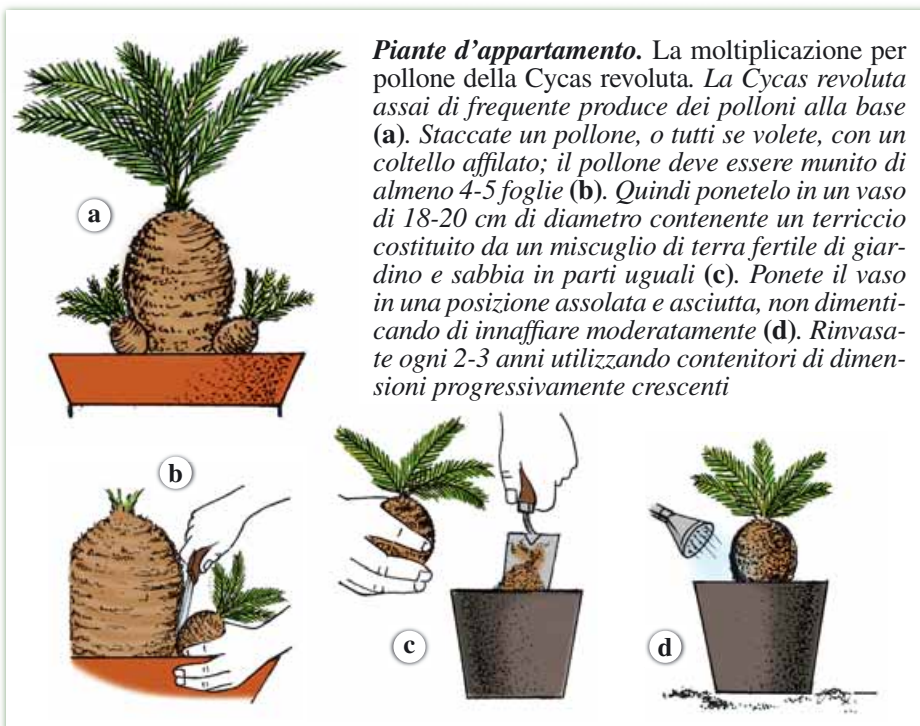 Piante d'appartamento. La moltiplicazione per
pollone della Cycas revoluta. La Cycas revoluta
assai di frequente produce dei polloni alla base
(a). Staccate un pollone, o tutti se volete, con un
coltello affilato; il pollone deve essere munito di
almeno 4-5 foglie (b). Quindi ponetelo in un vaso
di 18-20 cm di diametro contenente un terriccio
costituito da un miscuglio di terra fertile di giar-
dino e sabbia in parti uguali (c). Ponete il vaso
in una posizione assolata e asciutta, non dimenti-
cando di innaffiare moderatamente (d). Rinvasa-
te ogni 2-3 anni utilizzando contenitori di dimen-
sioni progressivamente crescenti
a
b
c
d